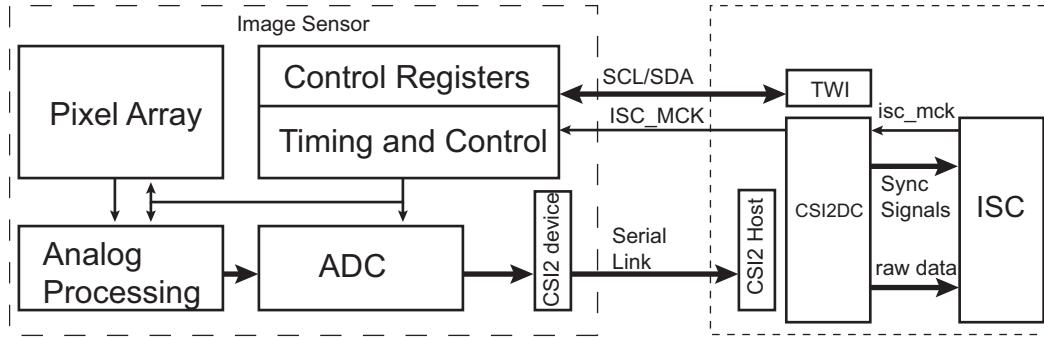 Image Sensor
Pixel Array
Control Registers
Timing and Control
SCL/SDA
ISC_MCK
TWI
isc_mck
Sync
Signals
CSI2DC
ISC
raw data
Analog
Processing
ADC
CSI2 device
Serial
Link
CSI2 Host